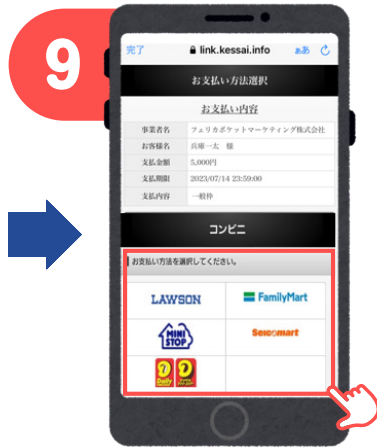 9
完了 link.kessai.info ぁあ
お支払い方法選択
お支払い内容
事業者名 フェリカポケットマーケティング株式会社
お客様名 兵庫一太 様
支払金額 5,000円
支払期限 2023/07/14 23:59:00
支払内容 一般枠
コンビニ
お支払い方法を選択してください。
LAWSON FamilyMart
MINI STOP Seicomart
Daily